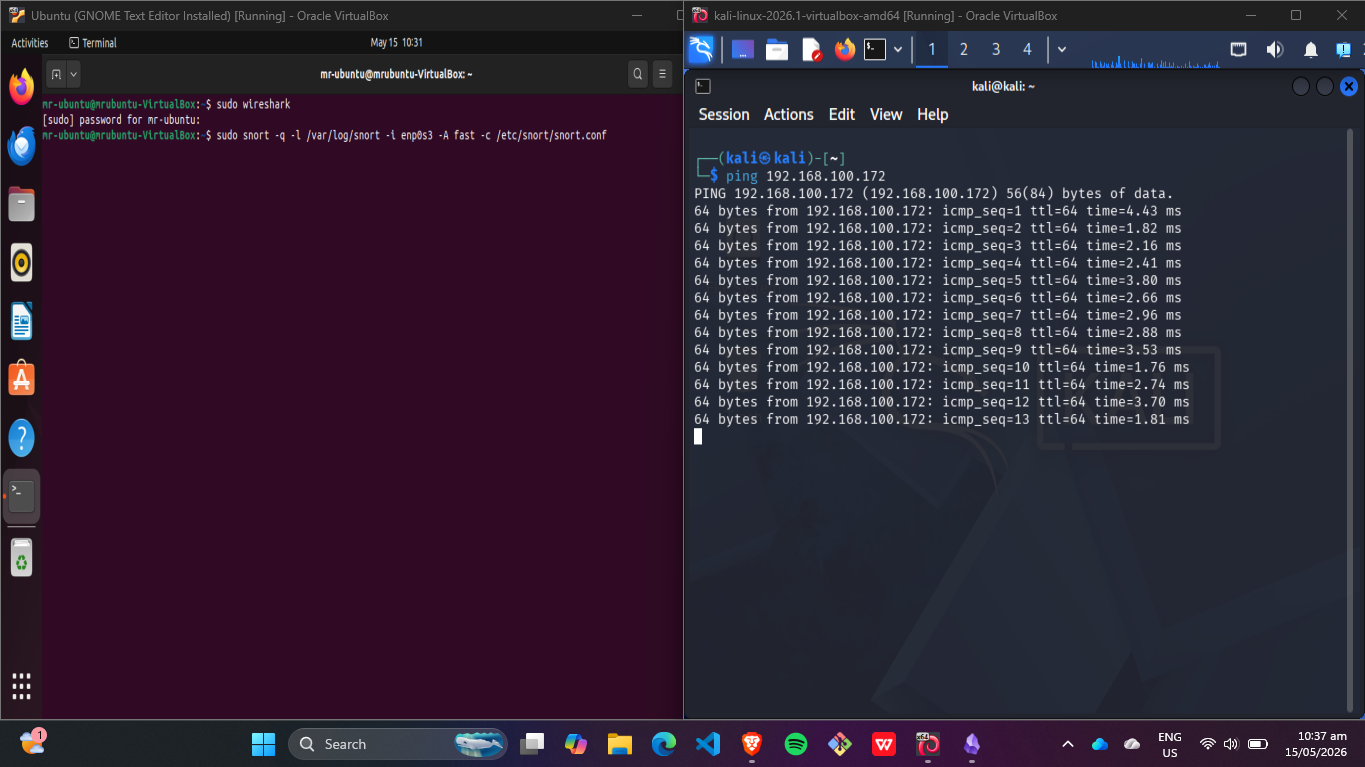 Ubuntu (GNOME Text Editor Installed) [Running] - Oracle VirtualBox
Activities
Terminal
May 15 10:31
mr-ubuntu@mrubuntu-VirtualBox: ~
mr-ubuntu@mrubuntu-VirtualBox:~$ sudo wireshark
[sudo] password for mr-ubuntu:
mr-ubuntu@mrubuntu-VirtualBox:~$ sudo snort -q -l /var/log/snort -i enp0s3 -A fast -c /etc/snort/snort.conf
kali-linux-2026.1-virtualbox-amd64 [Running] - Oracle VirtualBox
1 2 3 4
kali@kali: ~
Session Actions Edit View Help
┌──(kali㉿kali)-[~]
└─$ ping 192.168.100.172
PING 192.168.100.172 (192.168.100.172) 56(84) bytes of data.
64 bytes from 192.168.100.172: icmp_seq=1 ttl=64 time=4.43 ms
64 bytes from 192.168.100.172: icmp_seq=2 ttl=64 time=1.82 ms
64 bytes from 192.168.100.172: icmp_seq=3 ttl=64 time=2.16 ms
64 bytes from 192.168.100.172: icmp_seq=4 ttl=64 time=2.41 ms
64 bytes from 192.168.100.172: icmp_seq=5 ttl=64 time=3.80 ms
64 bytes from 192.168.100.172: icmp_seq=6 ttl=64 time=2.66 ms
64 bytes from 192.168.100.172: icmp_seq=7 ttl=64 time=2.96 ms
64 bytes from 192.168.100.172: icmp_seq=8 ttl=64 time=2.88 ms
64 bytes from 192.168.100.172: icmp_seq=9 ttl=64 time=3.53 ms
64 bytes from 192.168.100.172: icmp_seq=10 ttl=64 time=1.76 ms
64 bytes from 192.168.100.172: icmp_seq=11 ttl=64 time=2.74 ms
64 bytes from 192.168.100.172: icmp_seq=12 ttl=64 time=3.70 ms
64 bytes from 192.168.100.172: icmp_seq=13 ttl=64 time=1.81 ms
1
Search
ENG
US
10:37 am
15/05/2026